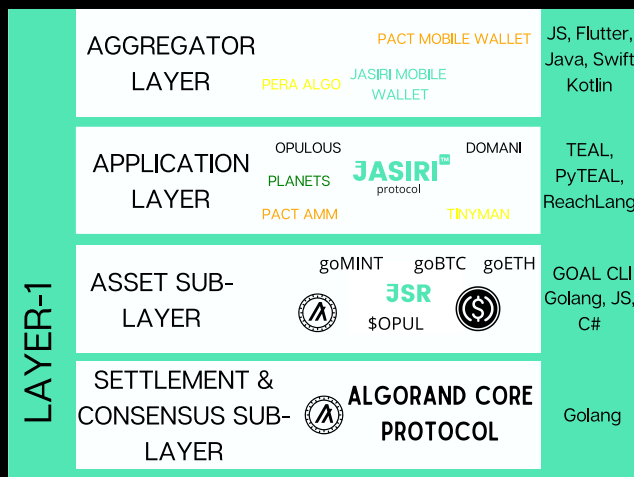 LAYER-1
AGGREGATOR
LAYER
PACT MOBILE WALLET
PERA ALGO
JASIRI MOBILE
WALLET
JS, Flutter,
Java, Swift
Kotlin
APPLICATION
LAYER
OPULOUS
DOMANI
PLANETS
JASIRI™
protocol
PACT AMM
TINYMAN
TEAL,
PyTEAL,
ReachLang
ASSET SUB-
LAYER
goMINT
goBTC
goETH
JSR
$OPUL
GOAL CLI
Golang, JS,
C#
SETTLEMENT &
CONSENSUS SUB-
LAYER
ALGORAND CORE
PROTOCOL
Golang